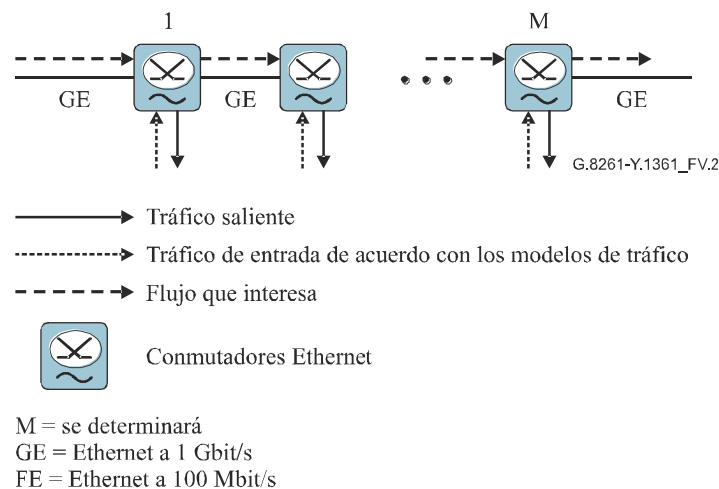 1
M
GE
GE
GE
G.8261-Y.1361_FV.2
Tráfico saliente
Tráfico de entrada de acuerdo con los modelos de tráfico
Flujo que interesa
Conmutadores Ethernet
M = se determinará
GE = Ethernet a 1 Gbit/s
FE = Ethernet a 100 Mbit/s